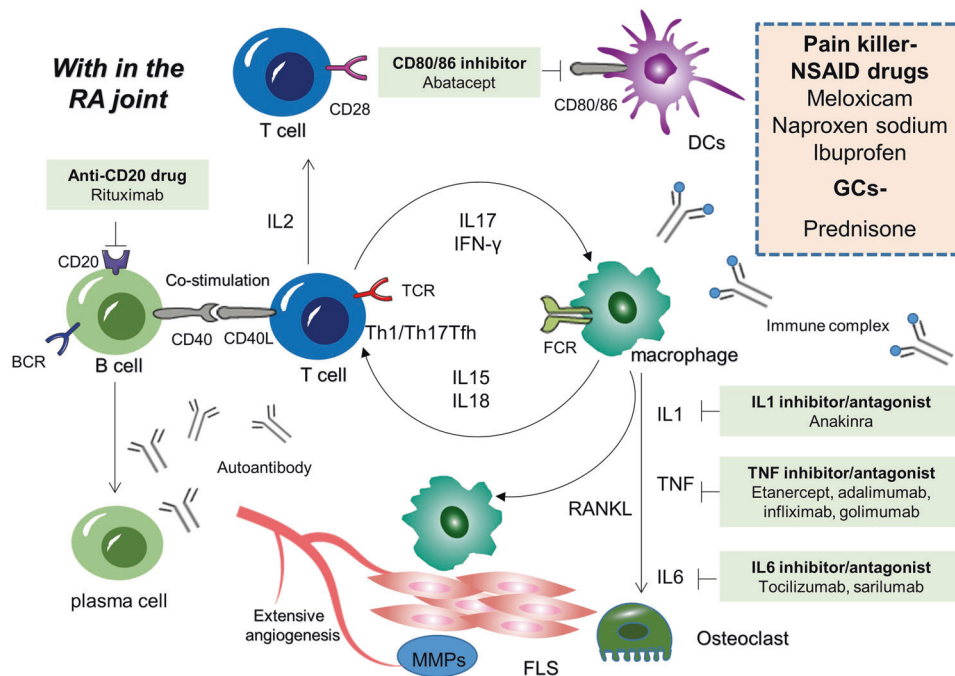 With in the
RA joint
T cell
CD28
CD80/86 inhibitor
Abatacept
CD80/86
DCs
Pain killer-
NSAID drugs
Meloxicam
Naproxen sodium
Ibuprofen
GCs-
Prednisone
Anti-CD20 drug
Rituximab
IL2
IL17
IFN-γ
CD20
Co-stimulation
TCR
BCR
CD40
CD40L
Th1/Th17Tfh
FCR
B cell
T cell
macrophage
Immune complex
IL15
IL18
IL1
IL1 inhibitor/antagonist
Anakinra
Autoantibody
TNF
TNF inhibitor/antagonist
Etanercept, adalimumab,
infliximab, golimumab
RANKL
IL6
IL6 inhibitor/antagonist
Tocilizumab, sarilumab
plasma cell
Extensive
angiogenesis
MMPs
FLS
Osteoclast